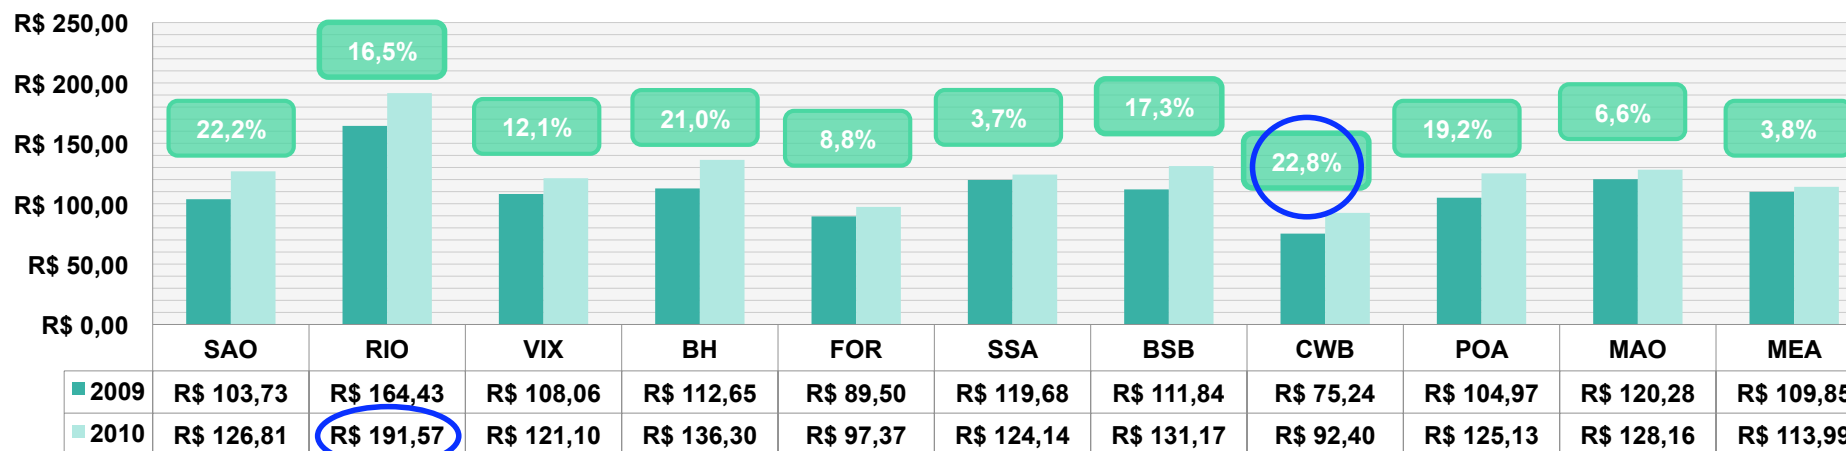 R$ 250,00
R$ 200,00
R$ 150,00
R$ 100,00
R$ 50,00
R$ 0,00
22,2% 16,5% 12,1% 21,0% 8,8% 3,7% 17,3% 22,8% 19,2% 6,6% 3,8%
SAO RIO VIX BH FOR SSA BSB CWB POA MAO MEA
2009 R$ 103,73 R$ 164,43 R$ 108,06 R$ 112,65 R$ 89,50 R$ 119,68 R$ 111,84 R$ 75,24 R$ 104,97 R$ 120,28 R$ 109,85
2010 R$ 126,81 R$ 191,57 R$ 121,10 R$ 136,30 R$ 97,37 R$ 124,14 R$ 131,17 R$ 92,40 R$ 125,13 R$ 128,16 R$ 113,99